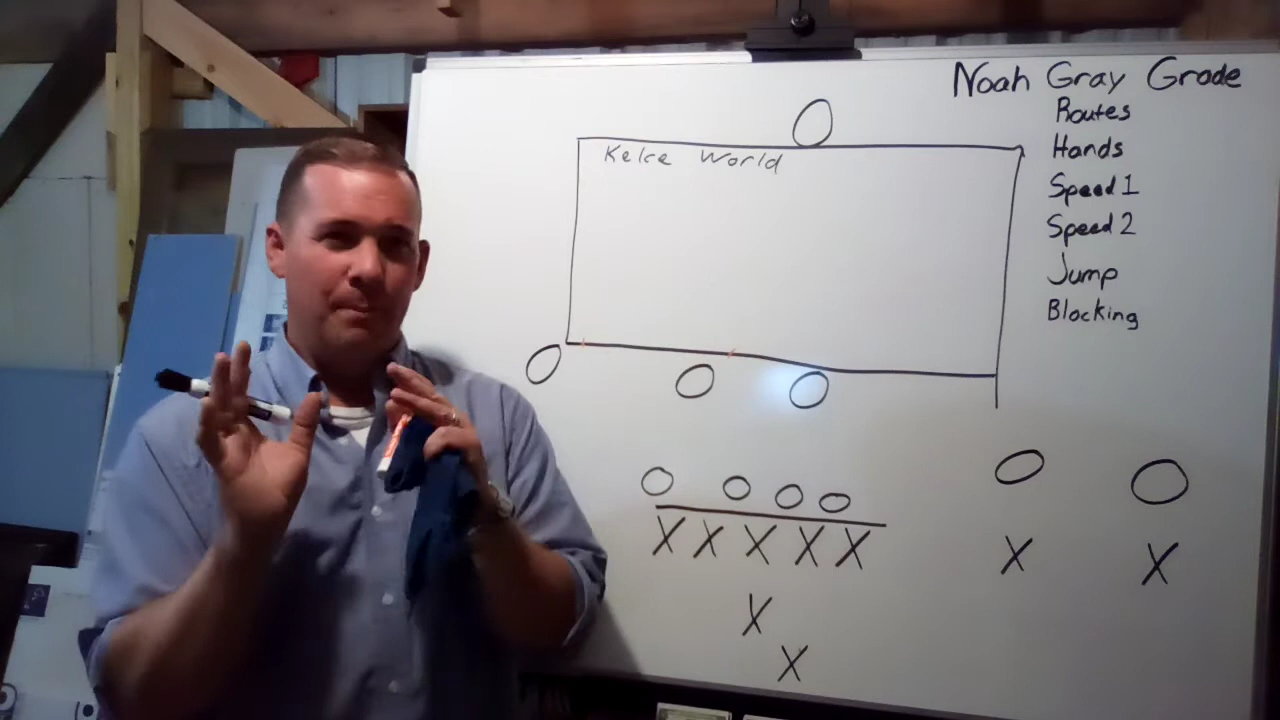 Noah Gray Grade
Routes
Hands
Speed 1
Speed 2
Jump
Blocking
Kelce World
O
O O O
O O O O O O
X X X X X X X
X
X